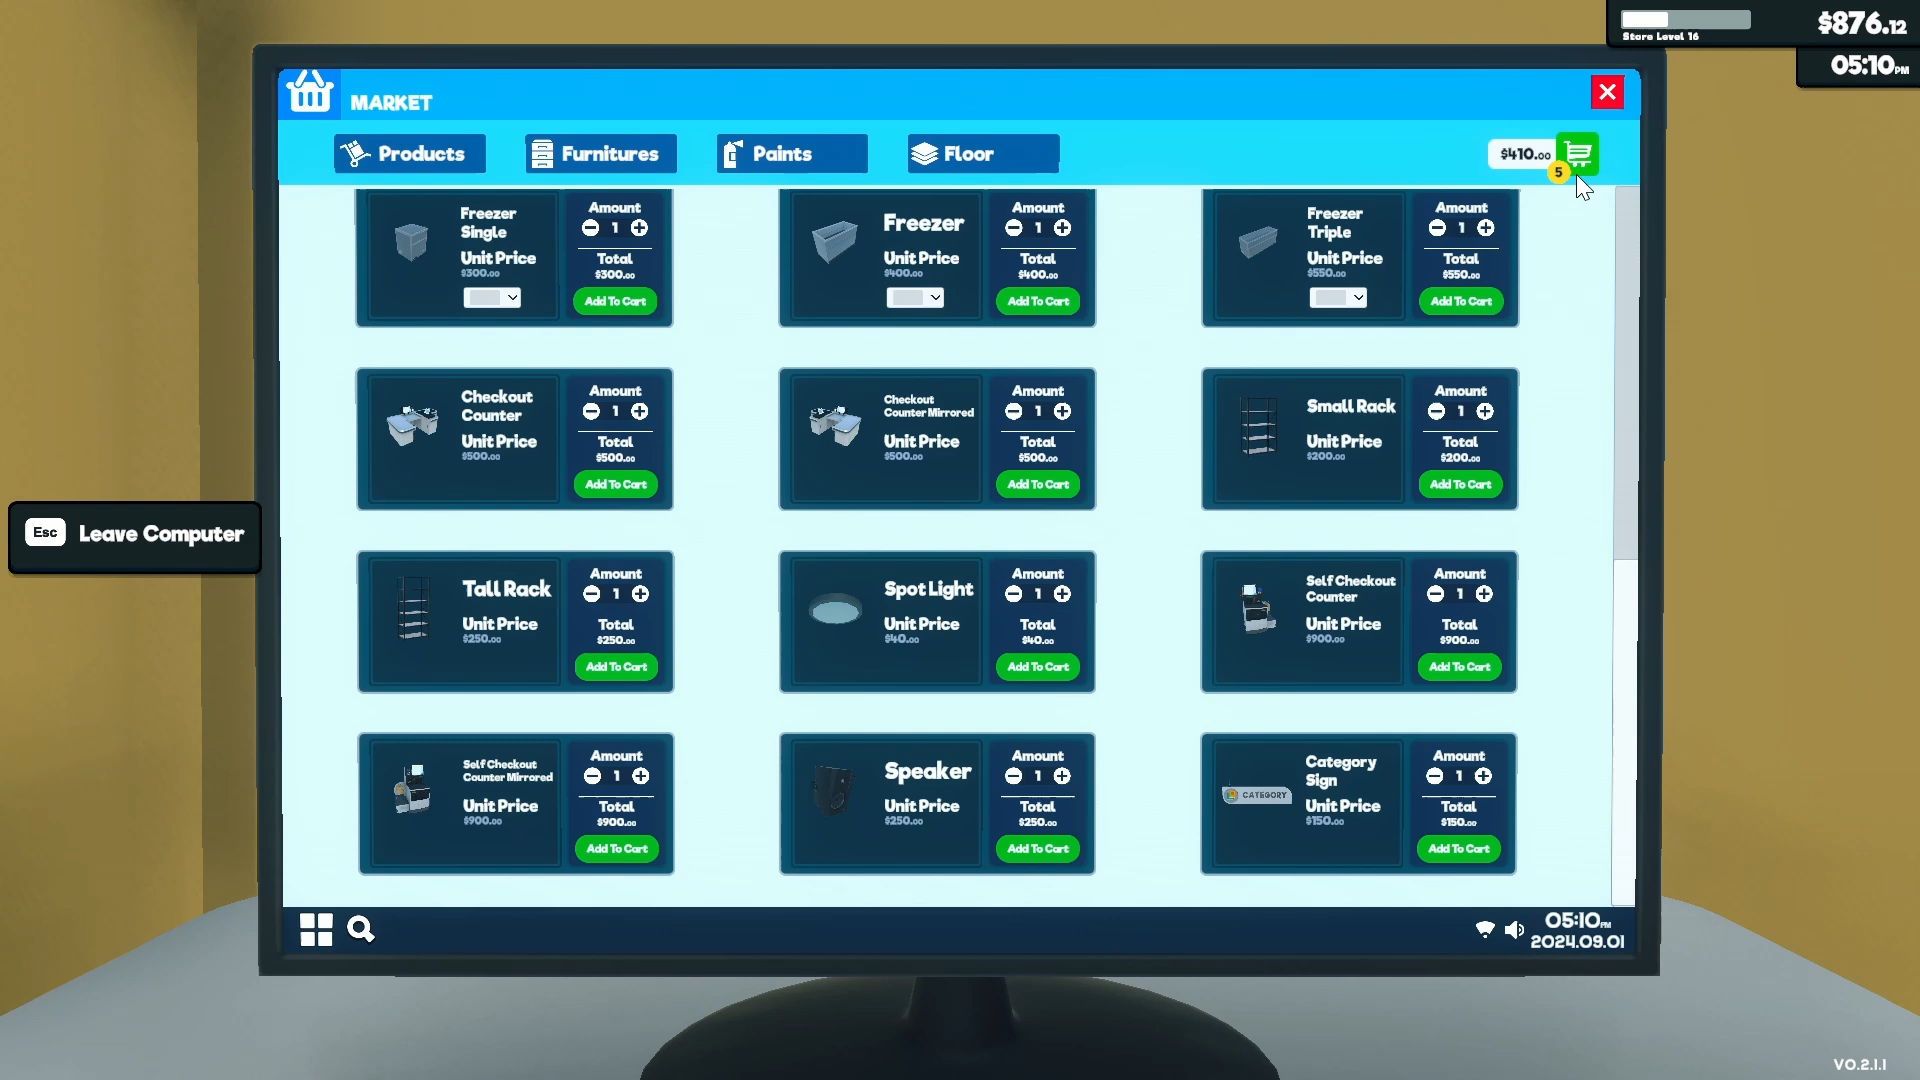 Store Level 16
$876.12
05:10PM
MARKET
Products
Furnitures
Paints
Floor
$410.00
5
Freezer
Single
Unit Price
$300.00
Amount
1
Total
$300.00
Add To Cart
Freezer
Unit Price
$400.00
Amount
1
Total
$400.00
Add To Cart
Freezer
Triple
Unit Price
$550.00
Amount
1
Total
$550.00
Add To Cart
Checkout
Counter
Unit Price
$500.00
Amount
1
Total
$500.00
Add To Cart
Checkout
Counter Mirrored
Unit Price
$500.00
Amount
1
Total
$500.00
Add To Cart
Small Rack
Unit Price
$200.00
Amount
1
Total
$200.00
Add To Cart
Esc
Leave Computer
Tall Rack
Unit Price
$250.00
Amount
1
Total
$250.00
Add To Cart
Spot Light
Unit Price
$40.00
Amount
1
Total
$40.00
Add To Cart
Self Checkout
Counter
Unit Price
$900.00
Amount
1
Total
$900.00
Add To Cart
Self Checkout
Counter Mirrored
Unit Price
$900.00
Amount
1
Total
$900.00
Add To Cart
Speaker
Unit Price
$250.00
Amount
1
Total
$250.00
Add To Cart
CATEGORY
Category
Sign
Unit Price
$150.00
Amount
1
Total
$150.00
Add To Cart
05:10PM
2024.09.01
V0.2.1.1